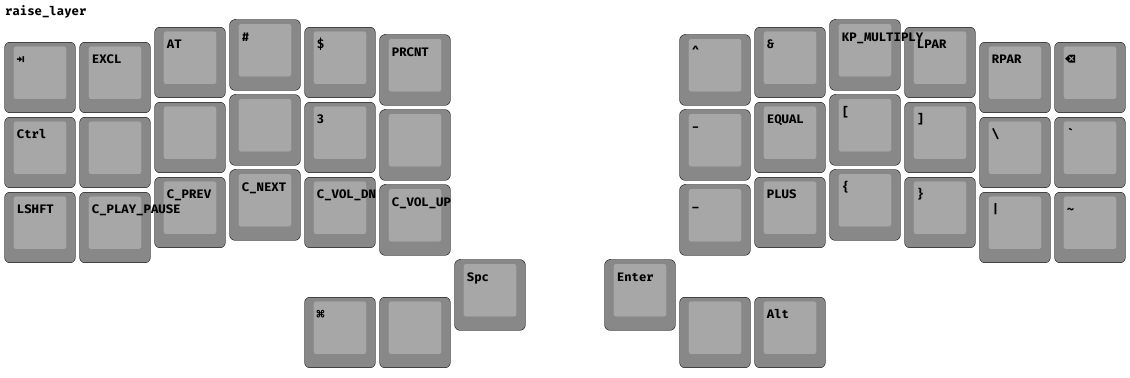 raise_layer
⇥ EXCL AT # $ PRCNT ^ & KP_MULTIPLY LPAR RPAR ⌫
Ctrl 3 - EQUAL [ ] \ `
LSHFT C_PLAY_PAUSE C_PREV C_NEXT C_VOL_DN C_VOL_UP _ PLUS { } | ~
Spc Enter
⌘ Alt